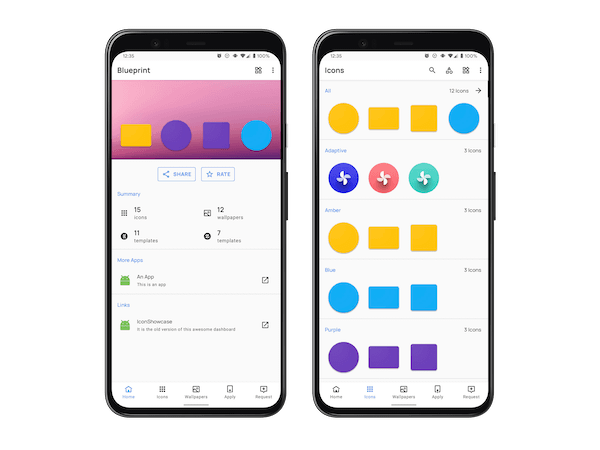 12:35
100%
Blueprint
SHARE
RATE
Summary
15
icons
12
wallpapers
11
templates
7
templates
More Apps
An App
This is an app
Links
IconShowcase
It is the old version of this awesome dashboard
Home
Icons
Wallpapers
Apply
Request
12:35
100%
Icons
All
12 Icons
Adaptive
3 Icons
Amber
3 Icons
Blue
3 Icons
Purple
3 Icons
Home
Icons
Wallpapers
Apply
Request